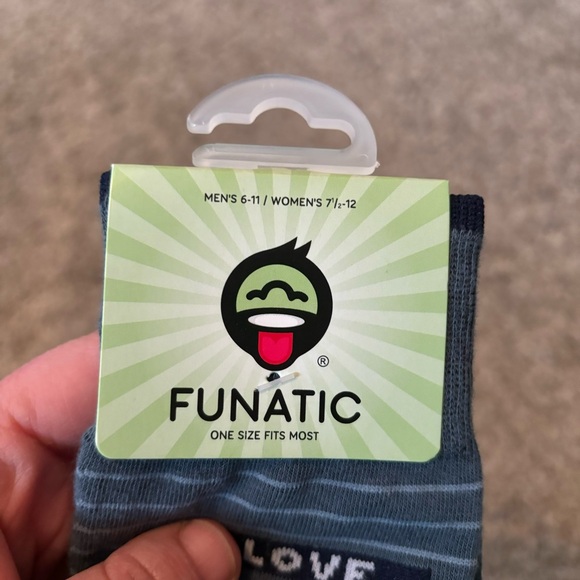 MEN'S 6-11 / WOMEN'S 7½-12
®
FUNATIC
ONE SIZE FITS MOST
LOVE